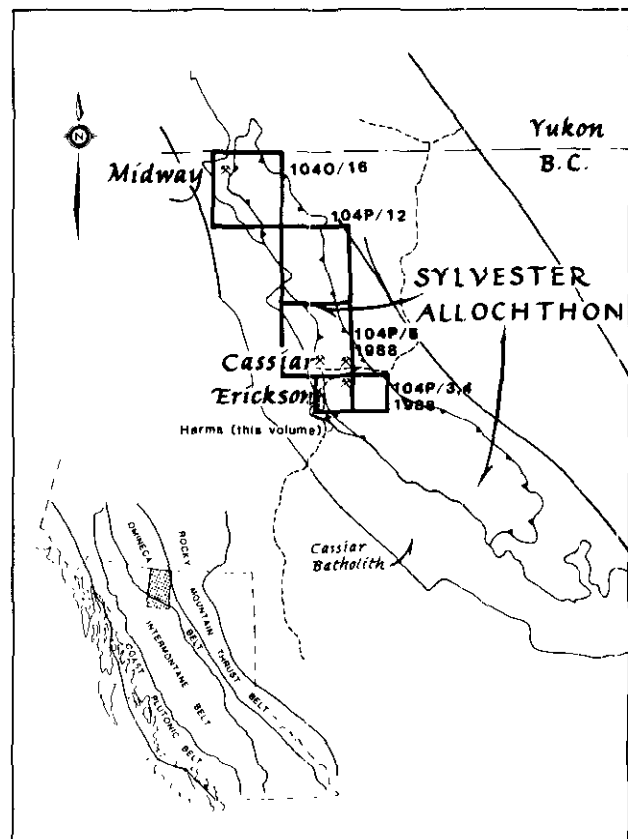 N
Yukon
B.C.
Midway
104O/16
104P/12
SYLVESTER
ALLOCHTHON
104P/5
1988
Cassiar
Erickson
104P/3,4
1988
Harms (this volume)
Cassiar
Batholith
OMINECA BELT
ROCKY MOUNTAIN THRUST BELT
INTERMONTANE BELT
COAST PLUTONIC BELT